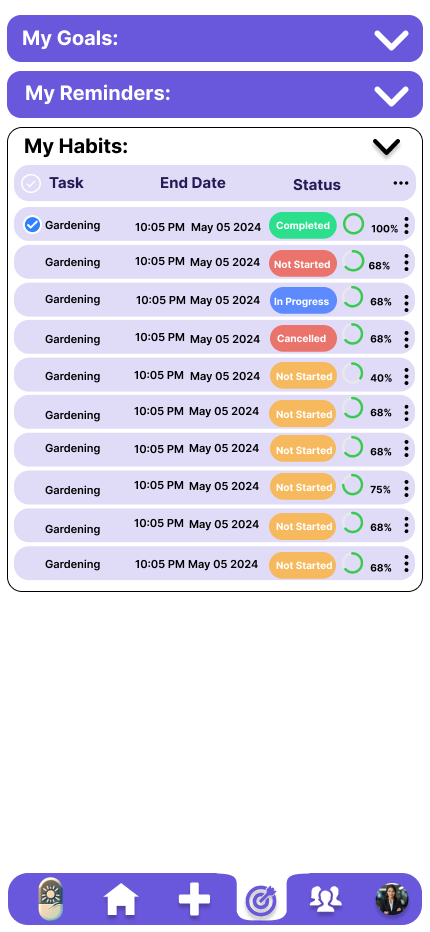 My Goals:
My Reminders:
My Habits:
Task End Date Status
Gardening 10:05 PM May 05 2024 Completed 100%
Gardening 10:05 PM May 05 2024 Not Started 68%
Gardening 10:05 PM May 05 2024 In Progress 68%
Gardening 10:05 PM May 05 2024 Cancelled 68%
Gardening 10:05 PM May 05 2024 Not Started 40%
Gardening 10:05 PM May 05 2024 Not Started 68%
Gardening 10:05 PM May 05 2024 Not Started 68%
Gardening 10:05 PM May 05 2024 Not Started 75%
Gardening 10:05 PM May 05 2024 Not Started 68%
Gardening 10:05 PM May 05 2024 Not Started 68%